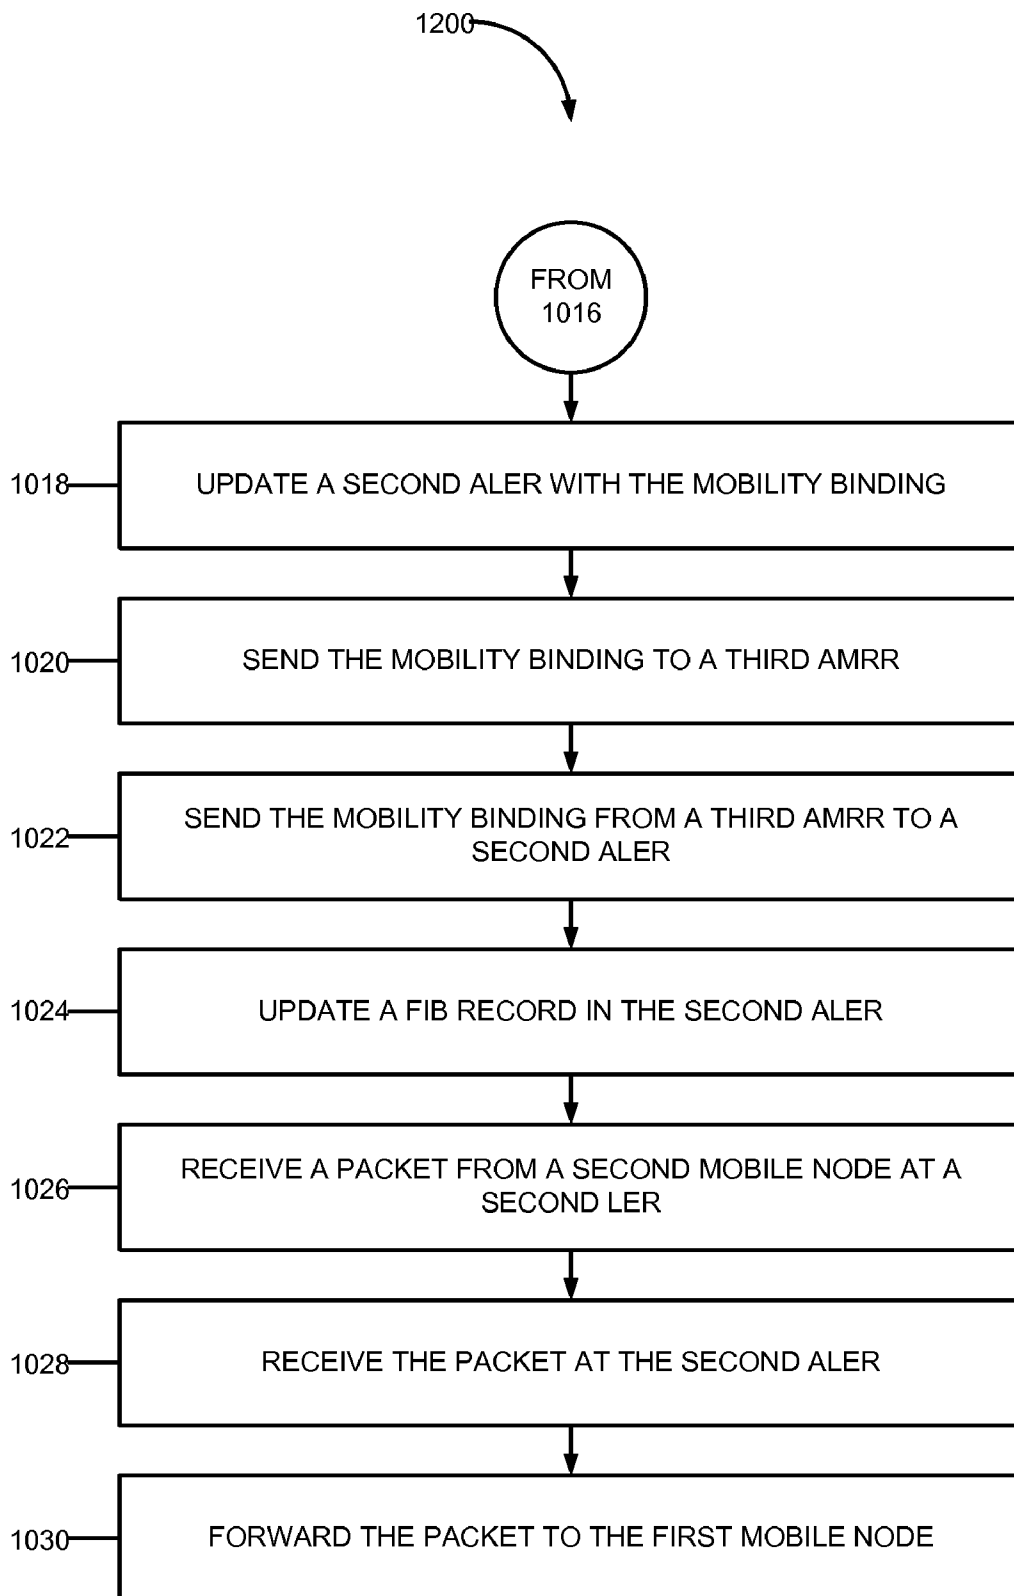 1200
FROM
1016
1018
UPDATE A SECOND ALER WITH THE MOBILITY BINDING
1020
SEND THE MOBILITY BINDING TO A THIRD AMRR
1022
SEND THE MOBILITY BINDING FROM A THIRD AMRR TO A
SECOND ALER
1024
UPDATE A FIB RECORD IN THE SECOND ALER
1026
RECEIVE A PACKET FROM A SECOND MOBILE NODE AT A
SECOND LER
1028
RECEIVE THE PACKET AT THE SECOND ALER
1030
FORWARD THE PACKET TO THE FIRST MOBILE NODE